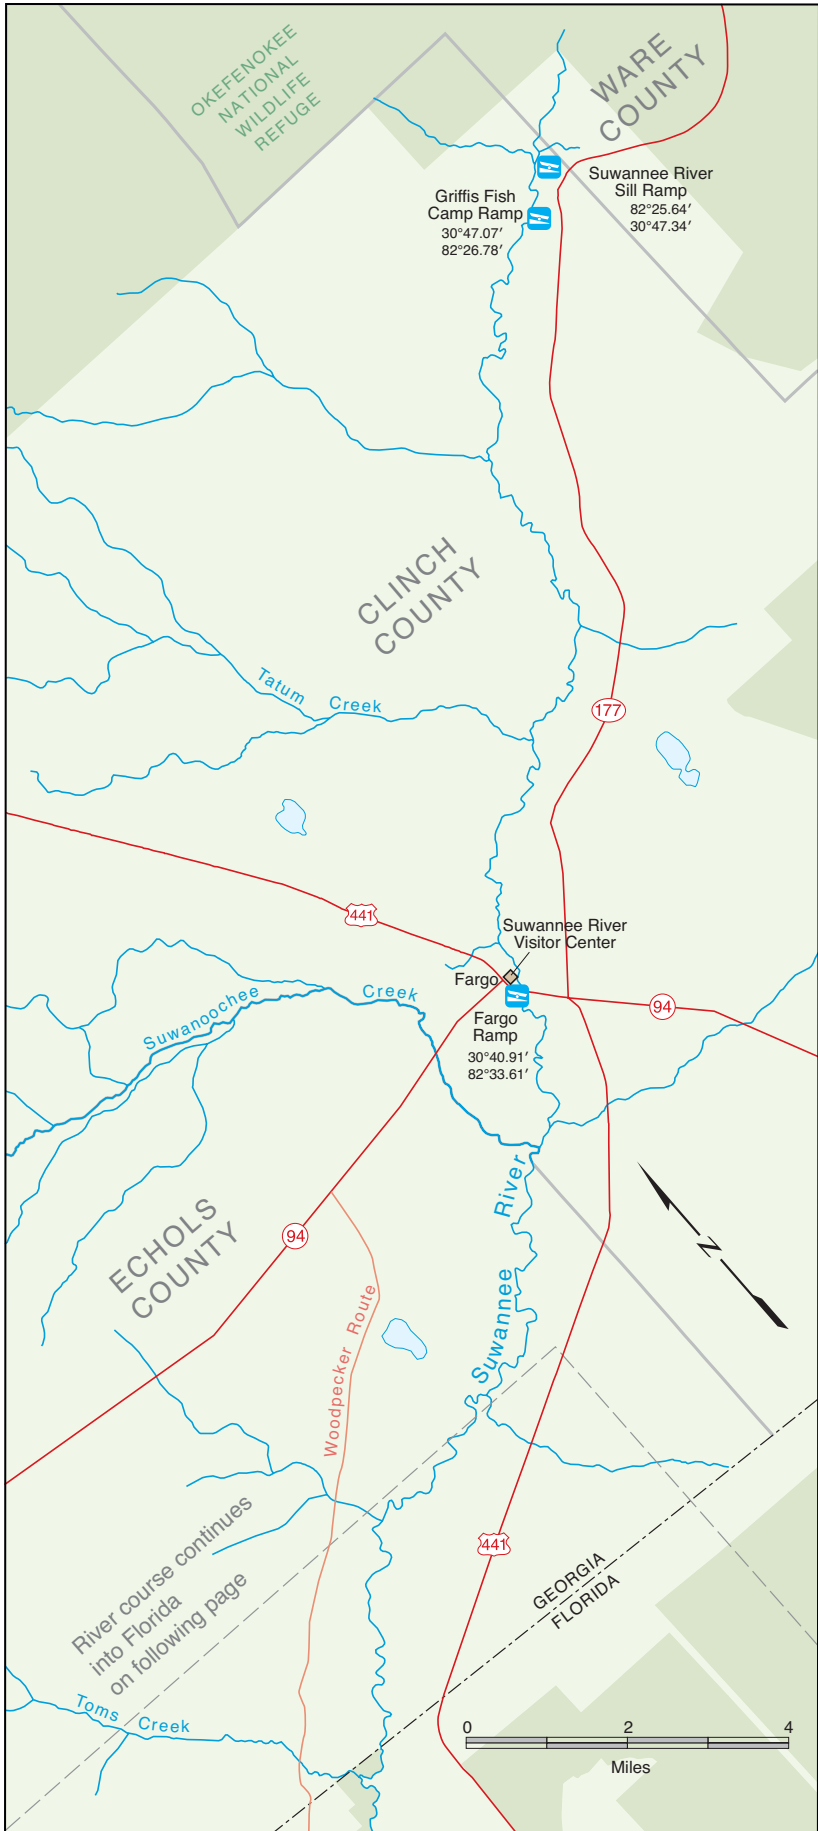 OKEFENOKEE
NATIONAL
WILDLIFE
REFUGE
WARE
COUNTY
Suwannee River
Sill Ramp
82°25.64′
30°47.34′
Griffis Fish
Camp Ramp
30°47.07′
82°26.78′
CLINCH
COUNTY
Tatum Creek
177
441
Suwannee River
Visitor Center
Fargo
Suwanoochee Creek
94
Fargo
Ramp
30°40.91′
82°33.61′
Suwannee River
N
ECHOLS
COUNTY
94
Woodpecker Route
River course continues
into Florida
on following page
441
GEORGIA
FLORIDA
Toms Creek
0 2 4
Miles